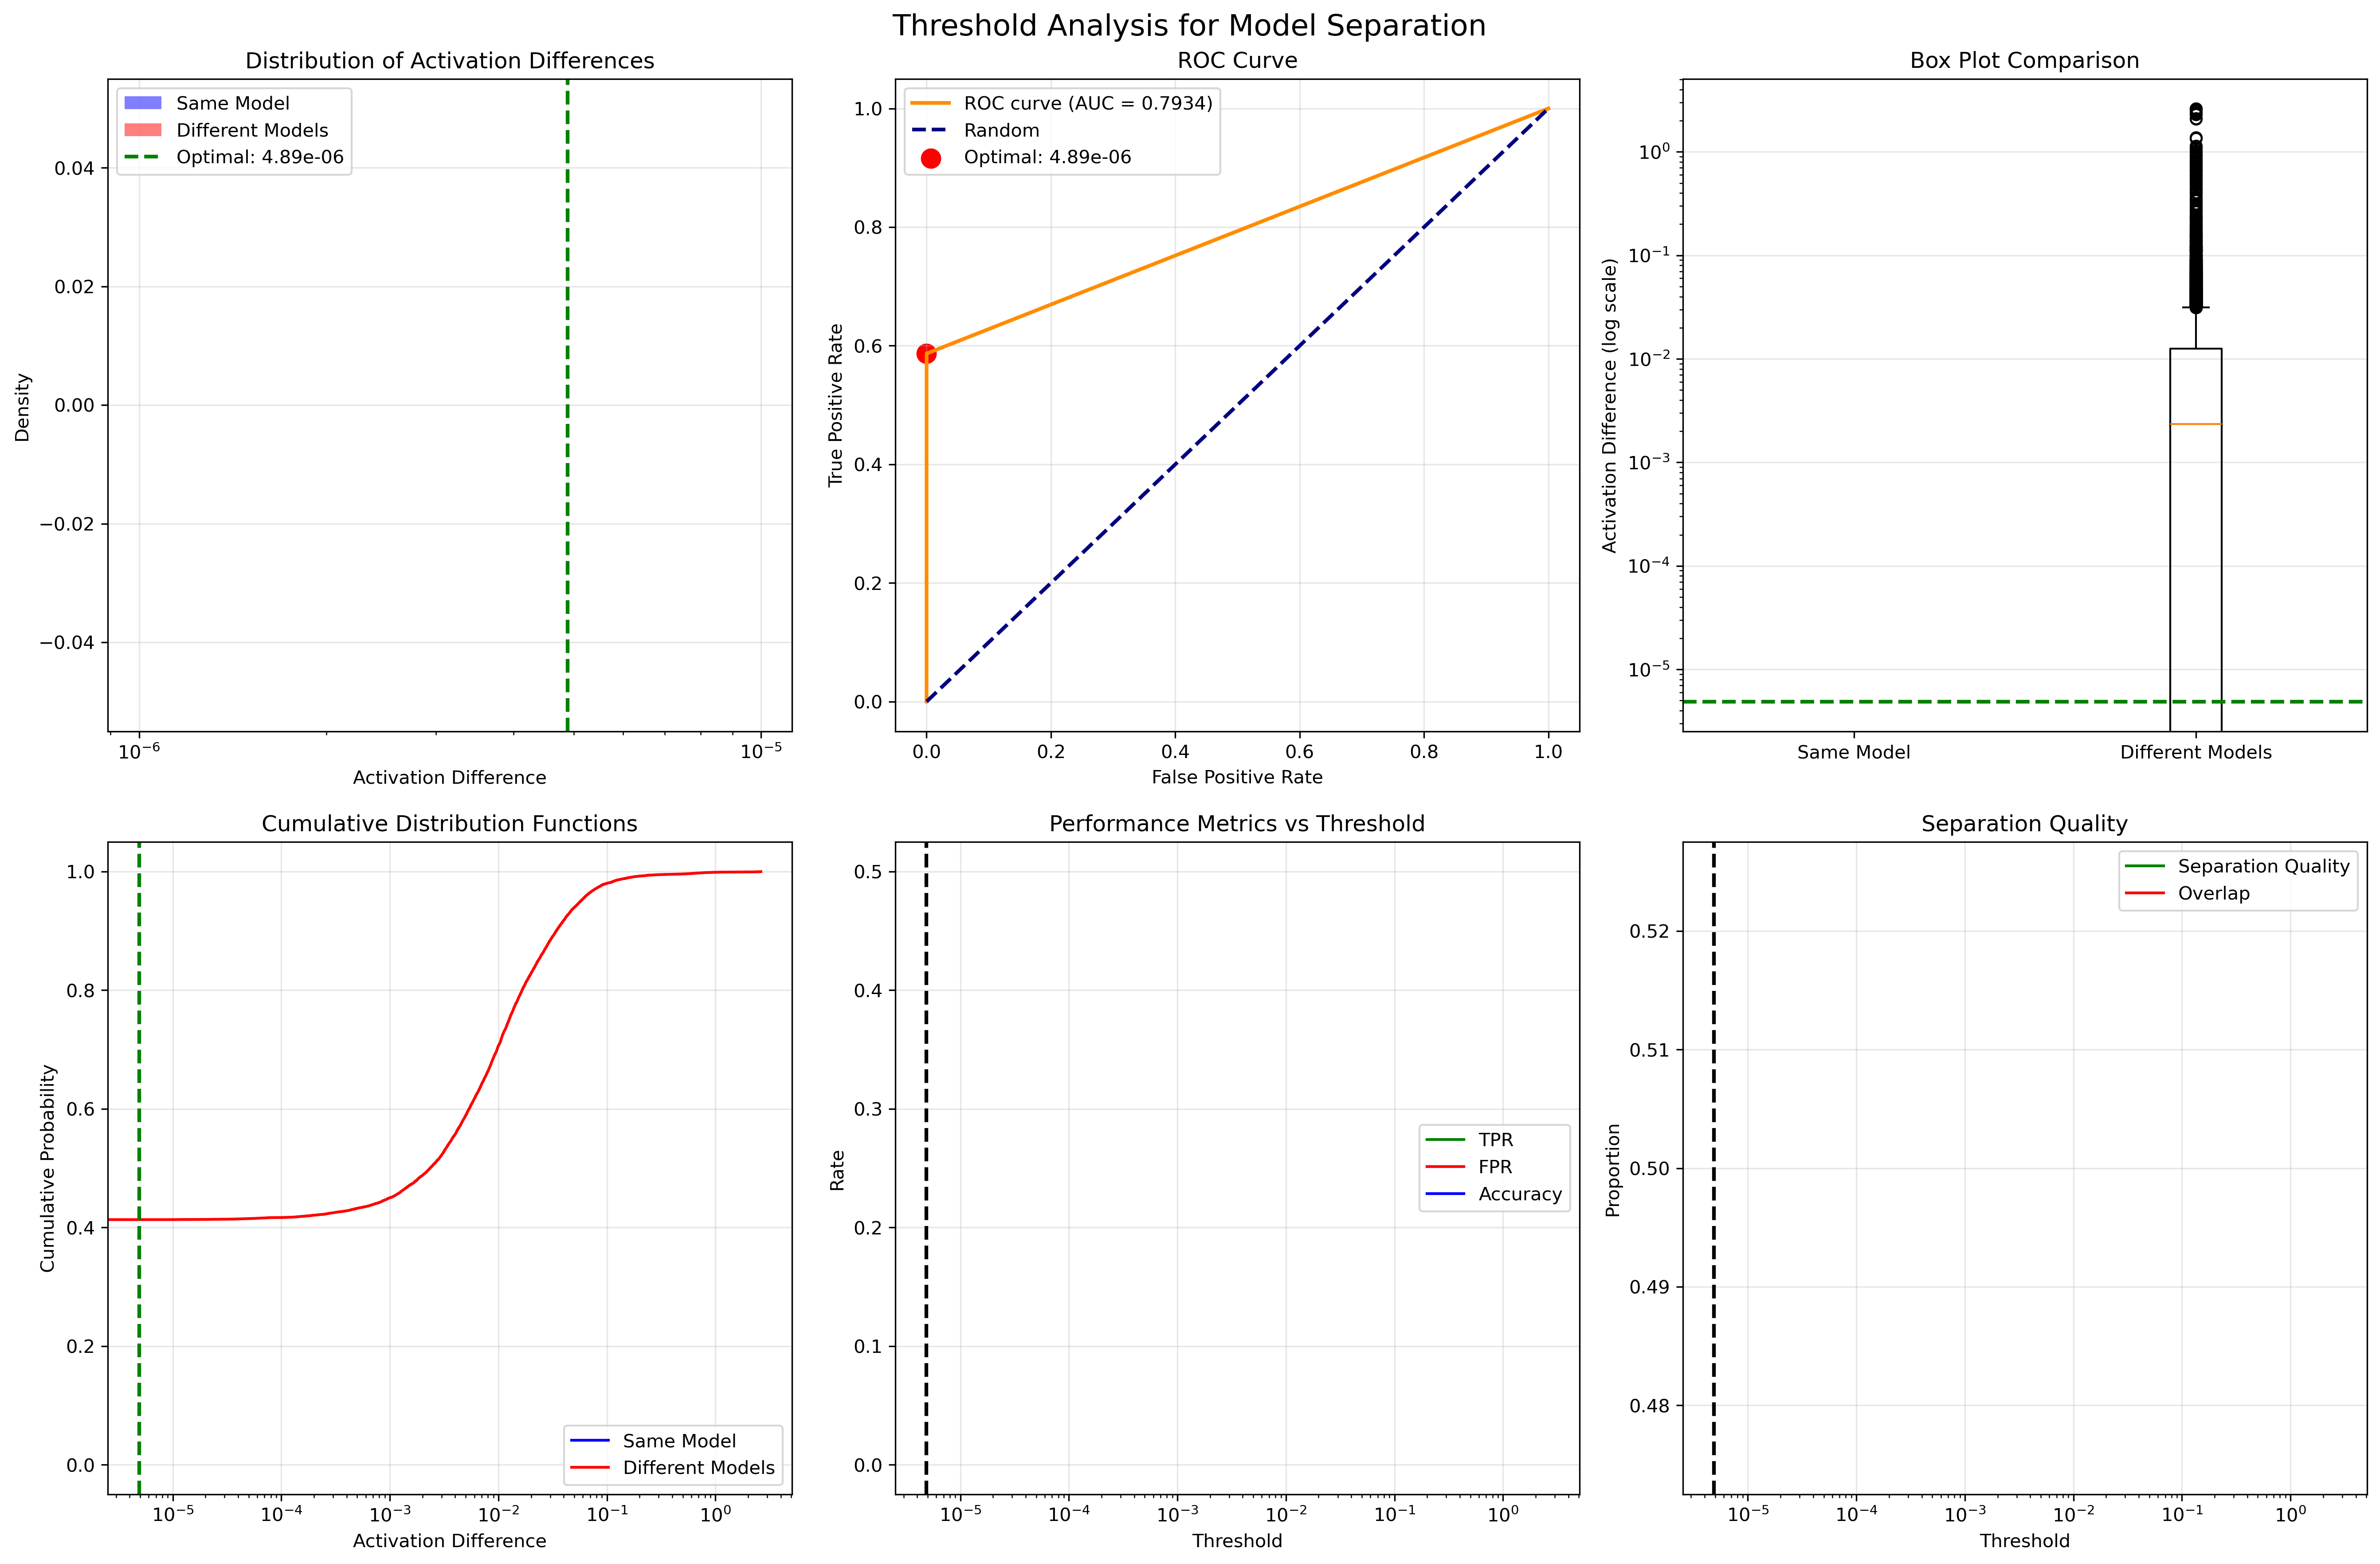 Threshold Analysis for Model Separation
Distribution of Activation Differences
Same Model
Different Models
Optimal: 4.89e-06
0.04
0.02
0.00
−0.02
−0.04
Density
10⁻⁶
10⁻⁵
Activation Difference
ROC Curve
ROC curve (AUC = 0.7934)
Random
Optimal: 4.89e-06
1.0
0.8
0.6
0.4
0.2
0.0
True Positive Rate
0.0 0.2 0.4 0.6 0.8 1.0
False Positive Rate
Box Plot Comparison
10⁰
10⁻¹
10⁻²
10⁻³
10⁻⁴
10⁻⁵
Activation Difference (log scale)
Same Model
Different Models
Cumulative Distribution Functions
1.0
0.8
0.6
0.4
0.2
0.0
Cumulative Probability
Same Model
Different Models
10⁻⁵ 10⁻⁴ 10⁻³ 10⁻² 10⁻¹ 10⁰
Activation Difference
Performance Metrics vs Threshold
0.5
0.4
0.3
0.2
0.1
0.0
Rate
TPR
FPR
Accuracy
10⁻⁵ 10⁻⁴ 10⁻³ 10⁻² 10⁻¹ 10⁰
Threshold
Separation Quality
Separation Quality
Overlap
0.52
0.51
0.50
0.49
0.48
Proportion
10⁻⁵ 10⁻⁴ 10⁻³ 10⁻² 10⁻¹ 10⁰
Threshold